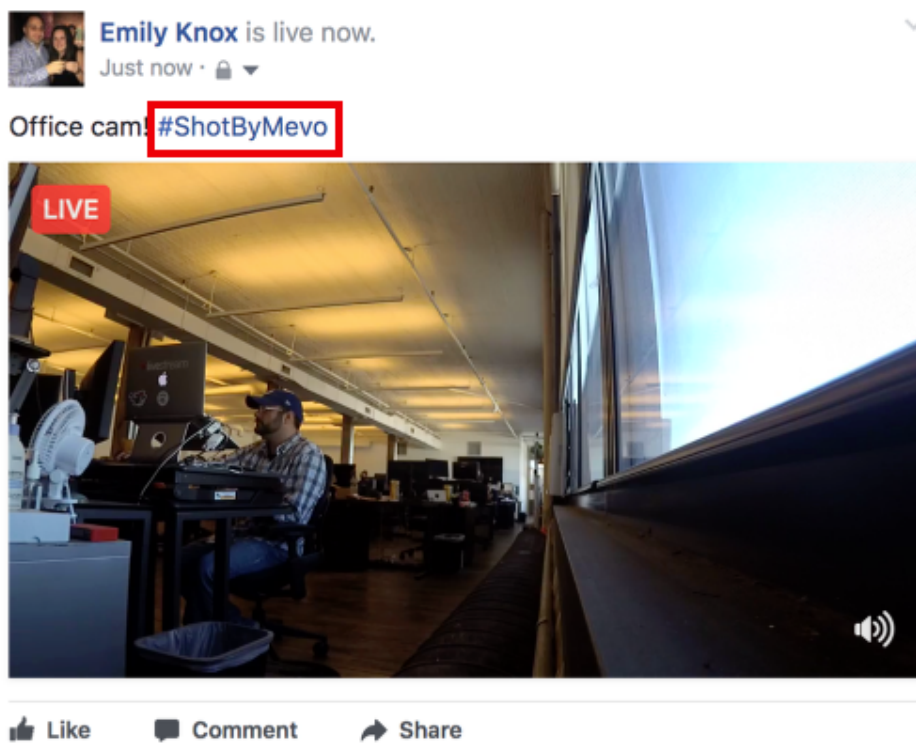 Emily Knox is live now.
Just now ·
Office cam! #ShotByMevo
LIVE
Like Comment Share